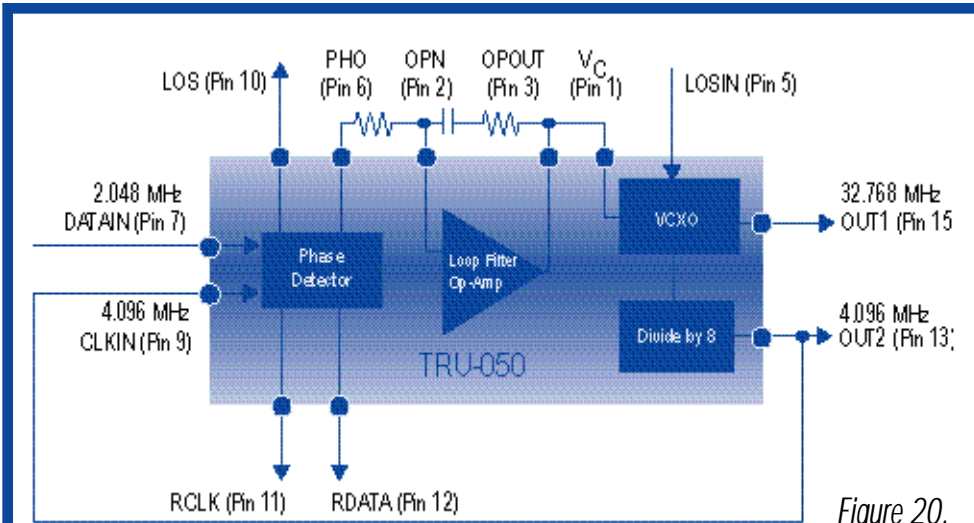 PHO
(Pin 6)
OPN
(Pin 2)
OPOUT
(Pin 3)
VC
(Pin 1)
LOS (Pin 10)
LOSIN (Pin 5)
2.048 MHz
DATAIN (Pin 7)
4.096 MHz
CLKIN (Pin 9)
Phase
Detector
Loop Filter
Op-Amp
VCXO
Divide by 8
TRU-050
32.768 MHz
OUT1 (Pin 15
4.096 MHz
OUT2 (Pin 13)
RCLK (Pin 11)
RDATA (Pin 12)
Figure 20.